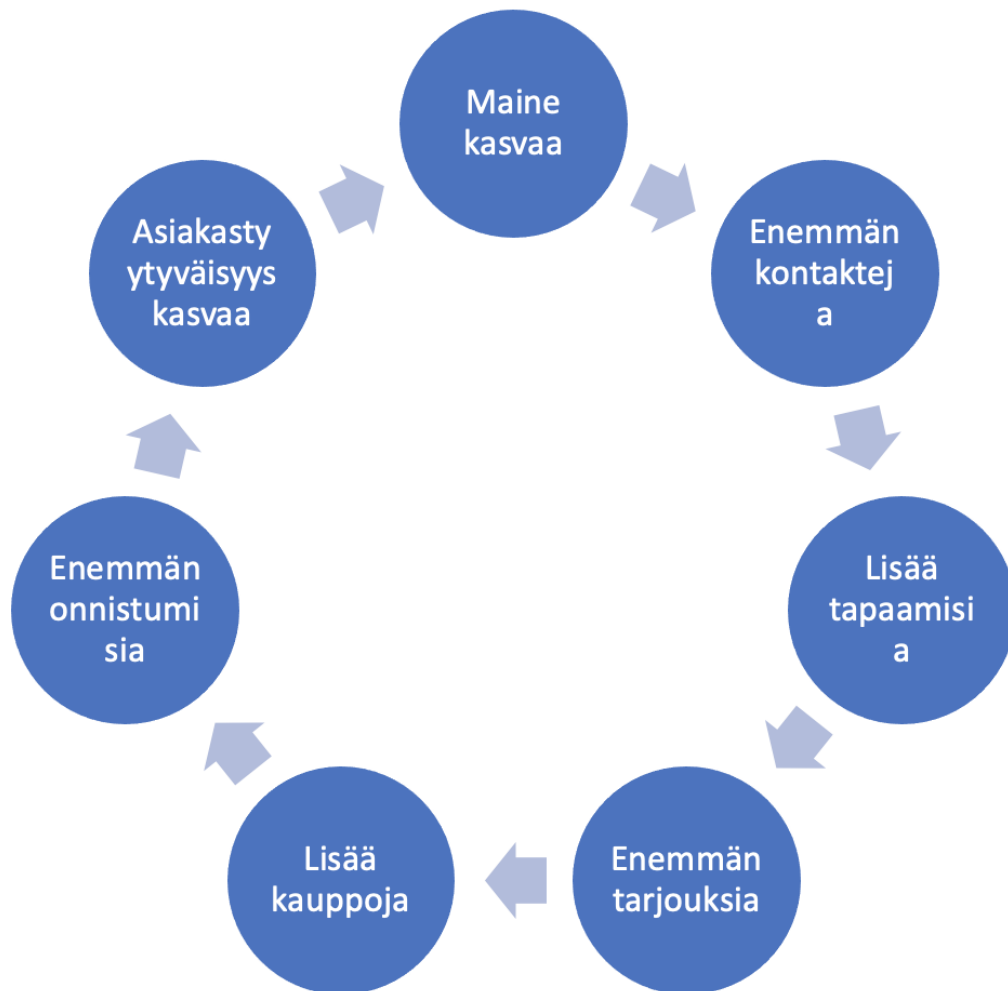 Maine
kasvaa
Enemmän
kontaktej
a
Lisää
tapaamisi
a
Enemmän
tarjouksia
Lisää
kauppoja
Enemmän
onnistumi
sia
Asiakasty
ytyväisyys
kasvaa